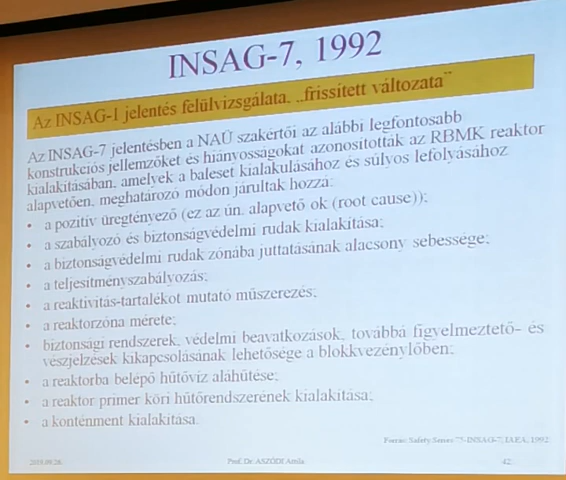 INSAG-7, 1992
Az INSAG-1 jelentés felülvizsgálata, „frissített változata”
Az INSAG-7 jelentésben a NAÜ szakértői az alábbi legfontosabb
konstrukciós jellemzőket és hiányosságokat azonosították az RBMK reaktor
kialakításában, amelyek a baleset kialakulásához és súlyos lefolyásához
alapvetően, meghatározó módon járultak hozzá:
• a pozitív üregtényező (ez az ún. alapvető ok (root cause));
• a szabályozó és biztonságvédelmi rudak kialakítása;
• a biztonságvédelmi rudak zónába juttatásának alacsony sebessége;
• a teljesítményszabályozás;
• a reaktivitás-tartalékot mutató műszerezés;
• a reaktorzóna mérete;
• biztonsági rendszerek, védelmi beavatkozások, továbbá figyelmeztető- és
vészjelzések kikapcsolásának lehetősége a blokkvezénylőben;
• a reaktorba belépő hűtővíz aláhűtése;
• a reaktor primer köri hűtőrendszerének kialakítása;
• a konténment kialakítása.
Forrás: Safety Series 75-INSAG-7, IAEA, 1992
Prof. Dr. ASZÓDI Attila
42